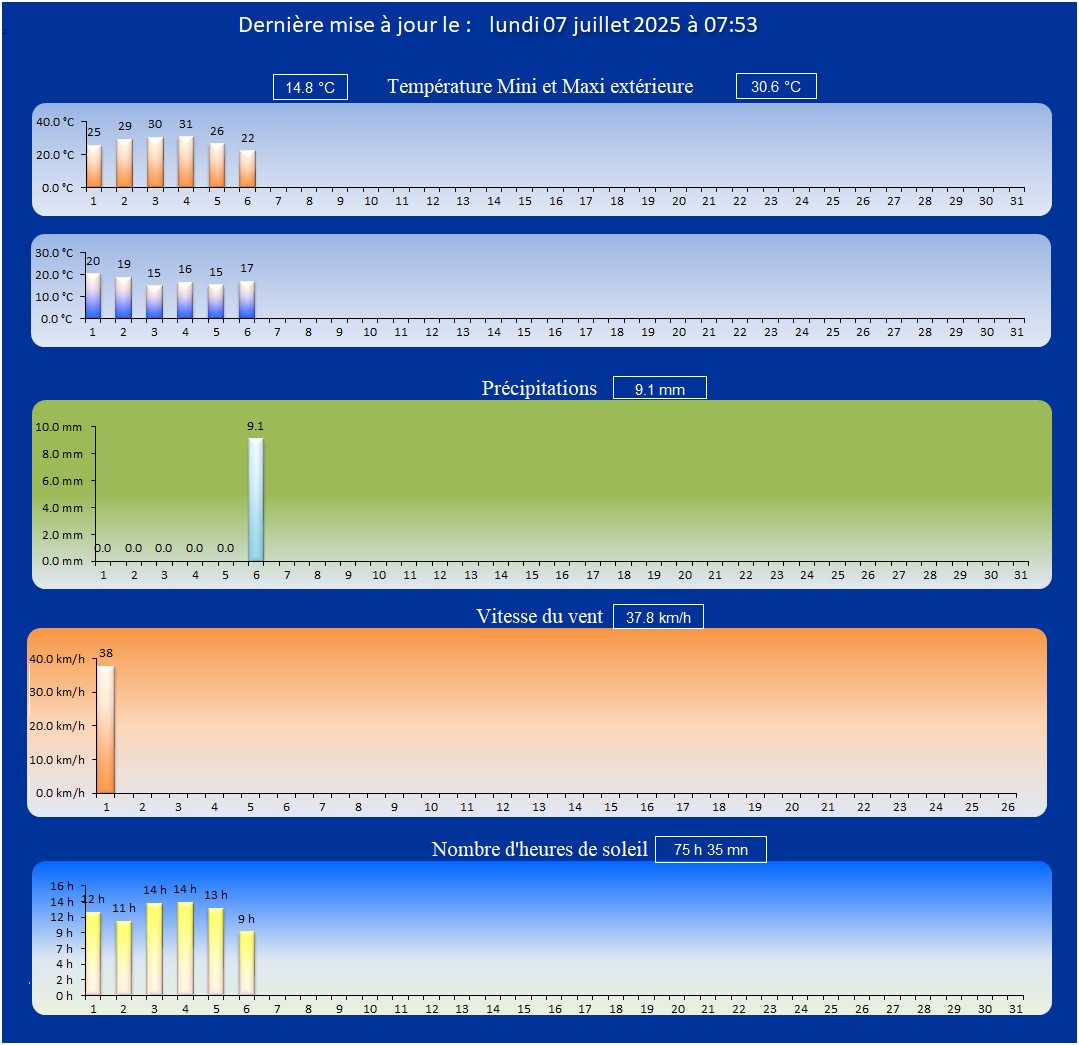 Dernière mise à jour le : lundi 07 juillet 2025 à 07:53
14.8 °C Température Mini et Maxi extérieure 30.6 °C
40.0 °C
20.0 °C
0.0 °C
25 29 30 31 26 22
1 2 3 4 5 6 7 8 9 10 11 12 13 14 15 16 17 18 19 20 21 22 23 24 25 26 27 28 29 30 31
30.0 °C
20.0 °C
10.0 °C
0.0 °C
20 19 15 16 15 17
1 2 3 4 5 6 7 8 9 10 11 12 13 14 15 16 17 18 19 20 21 22 23 24 25 26 27 28 29 30 31
Précipitations 9.1 mm
10.0 mm
8.0 mm
6.0 mm
4.0 mm
2.0 mm
0.0 mm
0.0 0.0 0.0 0.0 0.0 9.1
1 2 3 4 5 6 7 8 9 10 11 12 13 14 15 16 17 18 19 20 21 22 23 24 25 26 27 28 29 30 31
Vitesse du vent 37.8 km/h
40.0 km/h
30.0 km/h
20.0 km/h
10.0 km/h
0.0 km/h
38
1 2 3 4 5 6 7 8 9 10 11 12 13 14 15 16 17 18 19 20 21 22 23 24 25 26
Nombre d'heures de soleil 75 h 35 mn
16 h
14 h
12 h
9 h
7 h
4 h
2 h
0 h
12 h 11 h 14 h 14 h 13 h 9 h
1 2 3 4 5 6 7 8 9 10 11 12 13 14 15 16 17 18 19 20 21 22 23 24 25 26 27 28 29 30 31